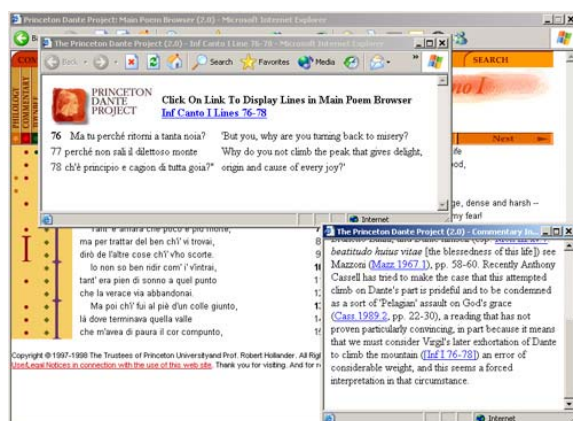 Princeton Dante Project: Main Poem Browser (2.0) - Microsoft Internet Explorer
The Princeton Dante Project (2.0) - Inf Canto I Line 76-78 - Microsoft Internet Explorer
Back
Search
Favorites
Media
SEARCH
PHILOLOGY
COMMENTARY
PRINCETON
DANTE
PROJECT
Click On Link To Display Lines in Main Poem Browser
Inf Canto I Lines 76-78
76 Ma tu perché ritorni a tanta noia? 'But you, why are you turning back to misery?
77 perché non sali il dilettoso monte Why do you not climb the peak that gives delight,
78 ch'è principio e cagion di tutta goia?" origin and cause of every joy?'
Internet
Next
ge, dense and harsh --
my fear!
ma per trattar del ben ch'i' vi trovai,
dirò de l'altre cose ch'i' v'ho scorte.
Io non so ben ridir com' i' v'intrai,
tant' era pien di sonno a quel punto
che la verace via abbandonai.
Ma poi ch'i' fui al piè d'un colle giunto,
là dove terminava quella valle
che m'avea di paura il cor compunto,
Copyright © 1997-1998 The Trustees of Princeton Universityand Prof. Robert Hollander. All Rig
Use/Legal Notices in connection with the use of this web site. Thank you for visiting. And for
The Princeton Dante Project (2.0) - Commentary In...
beatitudo huius vitae [the blessedness of this life]) see
Mazzoni (Mazz 1967.1), pp. 58-60. Recently Anthony
Cassell has tried to make the case that this attempted
climb on Dante's part is prideful and to be condemned
as a sort of 'Pelagian' assault on God's grace
(Cass 1989.2, pp. 22-30), a reading that has not
proven particularly convincing, in part because it means
that we must consider Virgil's later exhortation of Dante
to climb the mountain ([Inf I 76-78]) an error of
considerable weight, and this seems a forced
interpretation in that circumstance.
Internet